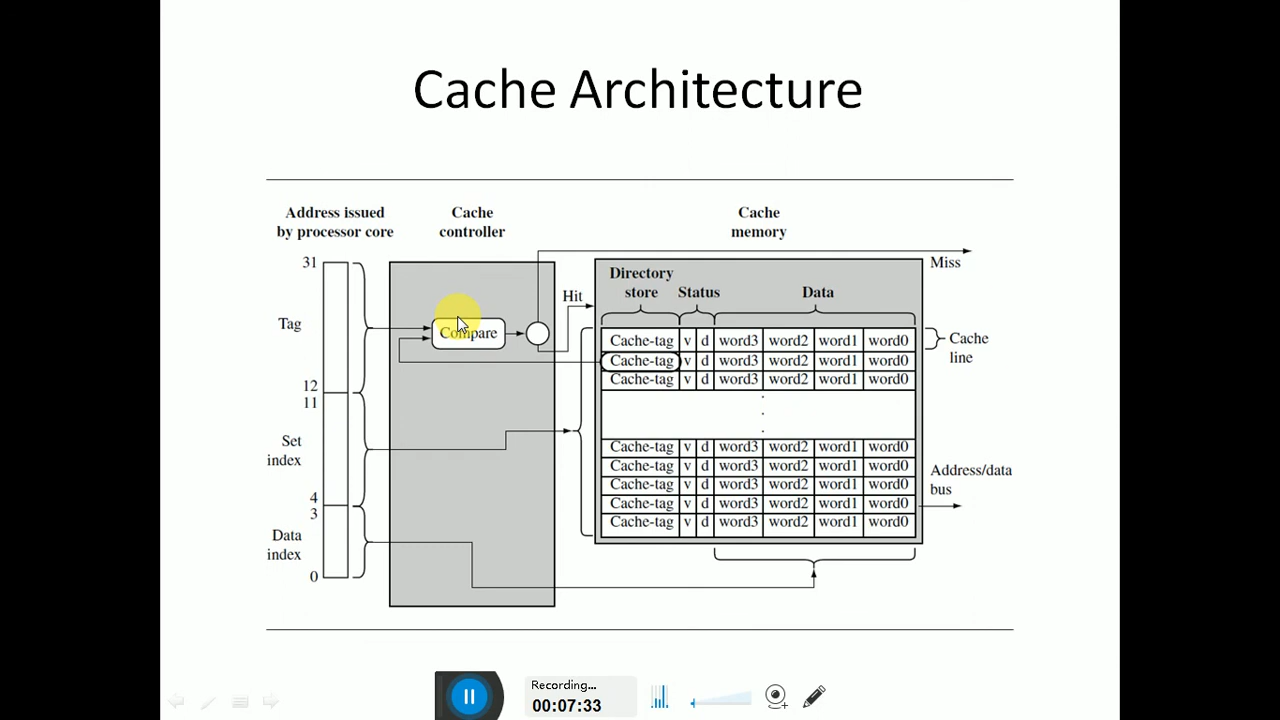 Cache Architecture
Address issued
by processor core
Cache
controller
Cache
memory
31
Tag
12
11
Set
index
4
3
Data
index
0
Compare
Hit
Miss
Directory
store
Status
Data
Cache-tag v d word3 word2 word1 word0
Cache-tag v d word3 word2 word1 word0
Cache-tag v d word3 word2 word1 word0
.
.
.
Cache-tag v d word3 word2 word1 word0
Cache-tag v d word3 word2 word1 word0
Cache-tag v d word3 word2 word1 word0
Cache-tag v d word3 word2 word1 word0
Cache-tag v d word3 word2 word1 word0
Cache
line
Address/data
bus
Recording...
00:07:33